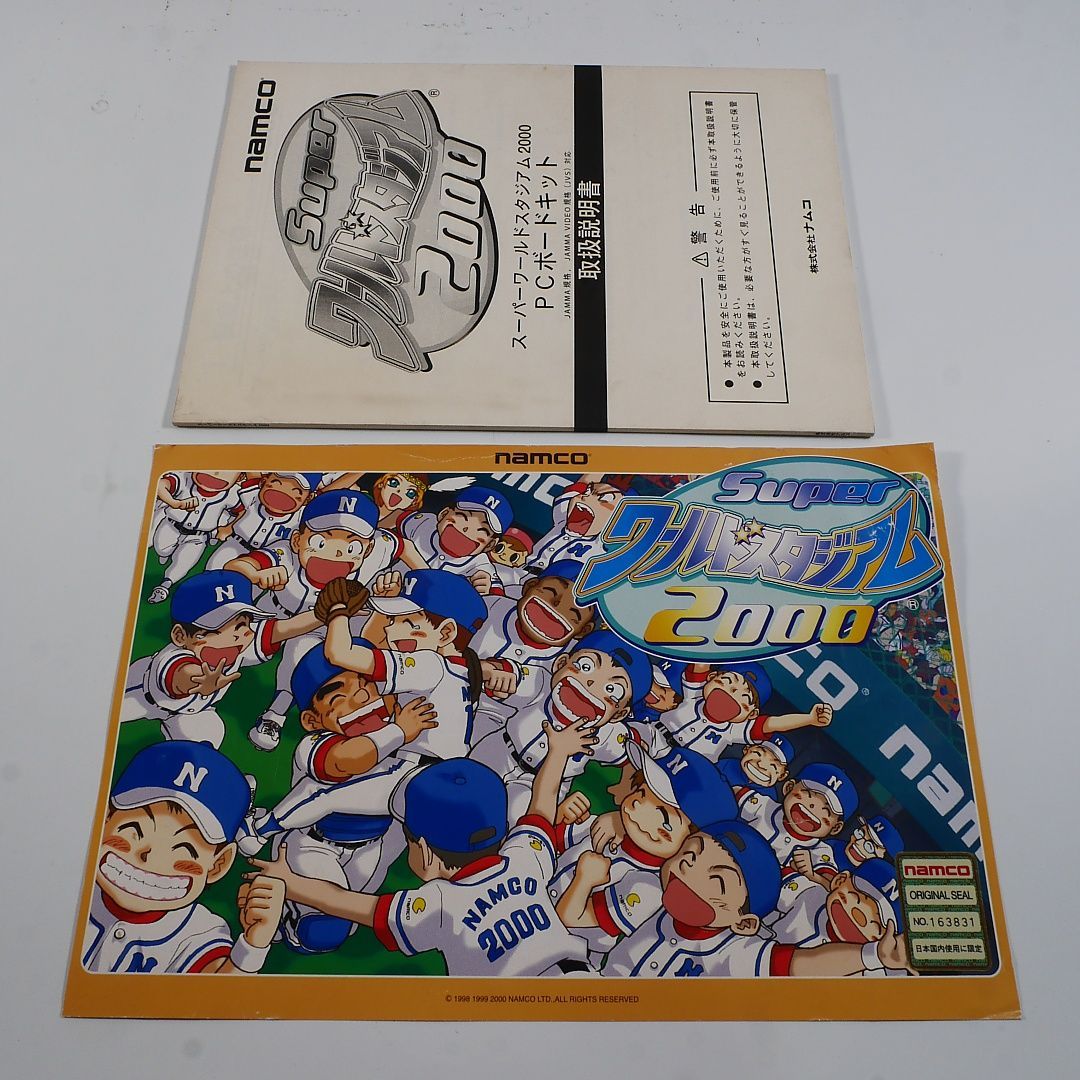 namco
Super
ワールドスタジアム
2000
®
スーパーワールドスタジアム2000
PCボードキット
JAMMA規格, JAMMA VIDEO規格 (JVS) 対応
取扱説明書
⚠ 警告
● 本製品を安全にご使用いただくために、ご使用前に必ず本取扱説明書
をお読みください。
● 本取扱説明書は、必要な方がすぐ見ることができるように大切に保管
してください。
株式会社ナムコ
namco
Super
ワールドスタジアム
2000
®
NAMCO
2000
namco
ORIGINAL SEAL
NO.163831
日本国内使用に限定
© 1998 1999 2000 NAMCO LTD.,ALL RIGHTS RESERVED